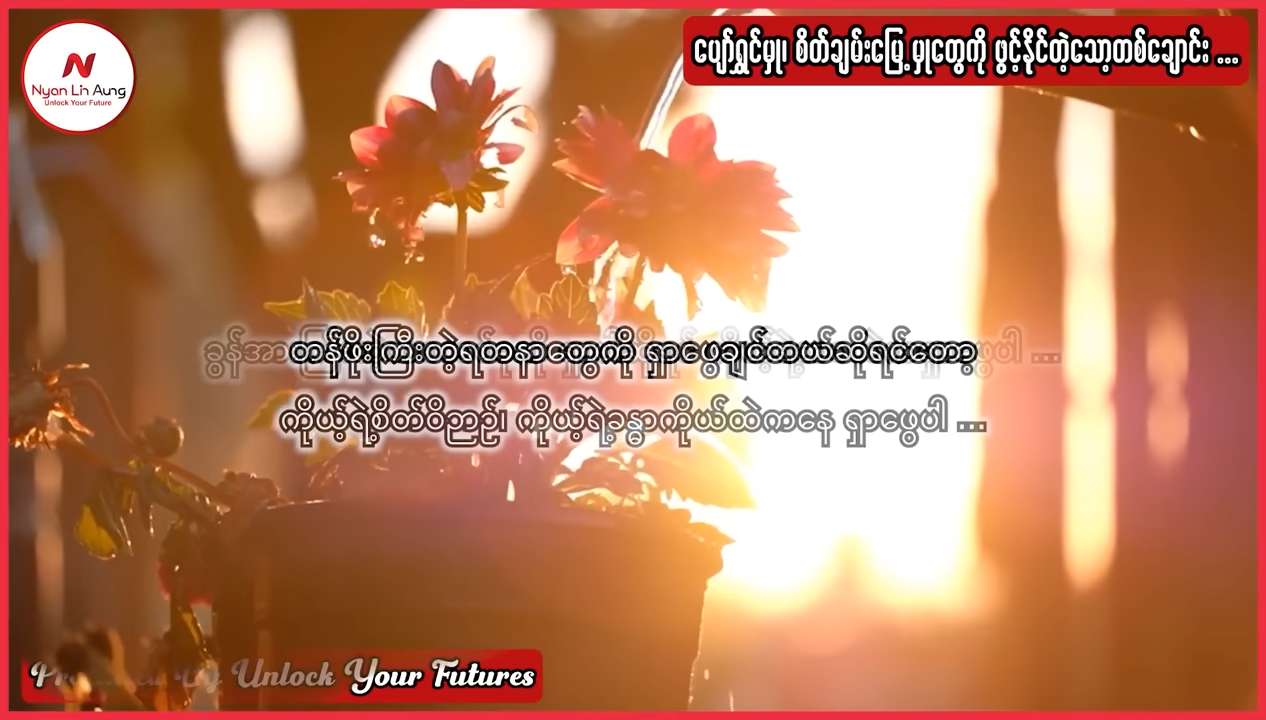 Nyan Lin Aung
Unlock Your Future
ပျော်ရွှင်မှု၊ စိတ်ချမ်းမြေ့မှုတွေကို ဖွင့်နိုင်တဲ့သော့တစ်ချောင်း ...
တန်ဖိုးကြီးတဲ့ရတနာတွေကို ရှာဖွေချင်တယ်ဆိုရင်တော့
ကိုယ့်ရဲ့စိတ်ဝိညာဉ်၊ ကိုယ့်ရဲ့ခန္ဓာကိုယ်ထဲကနေ ရှာဖွေပါ ...
Unlock Your Futures